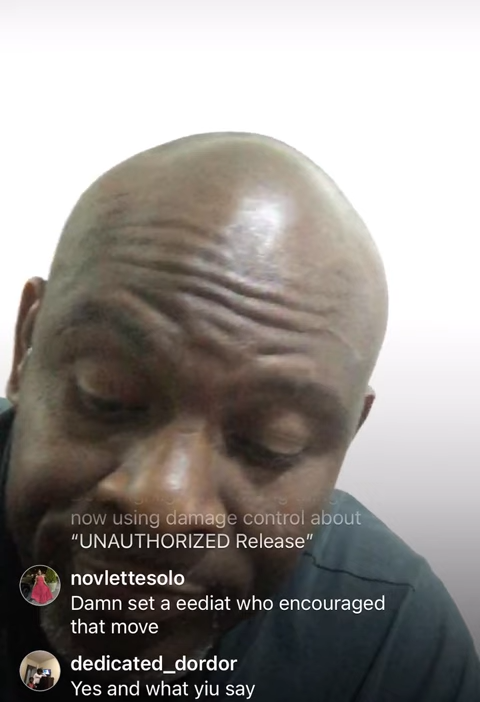 now using damage control about
“UNAUTHORIZED Release”
novlettesolo
Damn set a eediat who encouraged
that move
dedicated_dordor
Yes and what yiu say